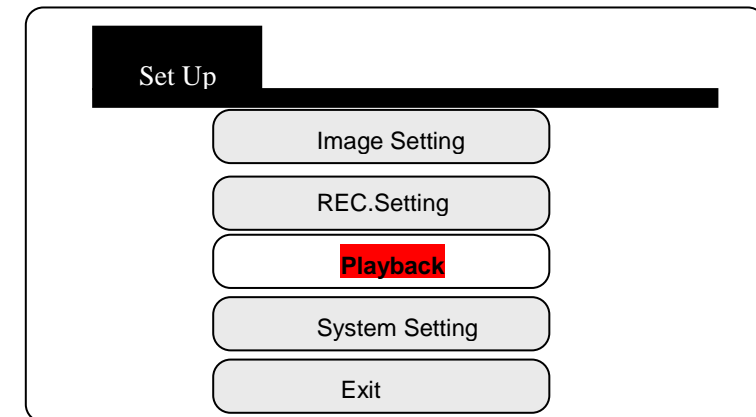 Set Up
Image Setting
REC.Setting
Playback
System Setting
Exit